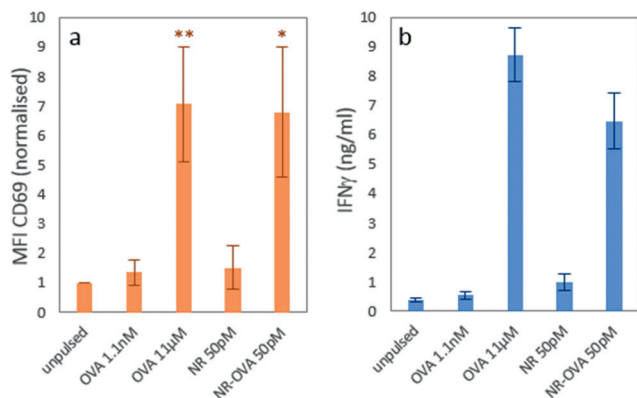 a
MFI CD69 (normalised)
10
9
8
7
6
5
4
3
2
1
0
**
*
unpulsed
OVA 1.1nM
OVA 11µM
NR 50pM
NR-OVA 50pM
b
IFNγ (ng/ml)
10
9
8
7
6
5
4
3
2
1
0
unpulsed
OVA 1.1nM
OVA 11µM
NR 50pM
NR-OVA 50pM